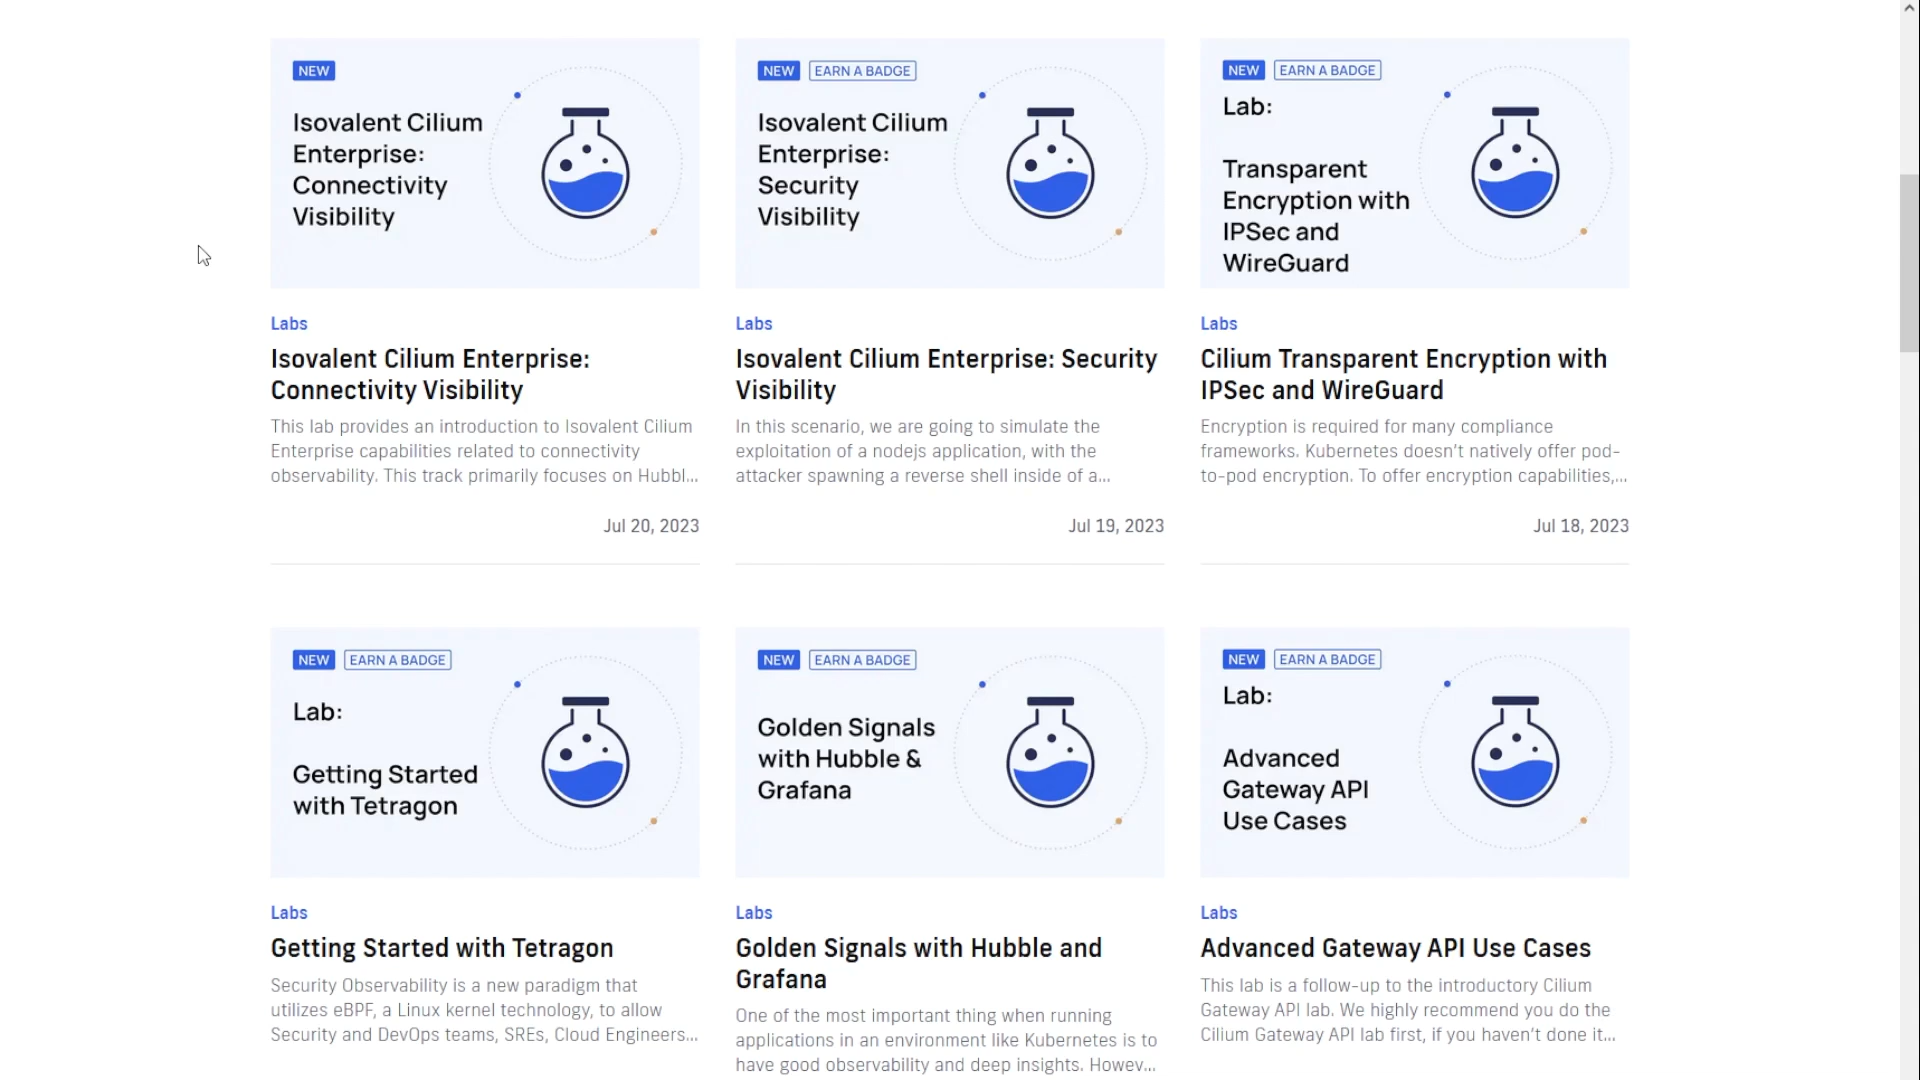 NEW
Isovalent Cilium
Enterprise:
Connectivity
Visibility
Labs
Isovalent Cilium Enterprise:
Connectivity Visibility
This lab provides an introduction to Isovalent Cilium
Enterprise capabilities related to connectivity
observability. This track primarily focuses on Hubbl...
Jul 20, 2023
NEW EARN A BADGE
Isovalent Cilium
Enterprise:
Security
Visibility
Labs
Isovalent Cilium Enterprise: Security
Visibility
In this scenario, we are going to simulate the
exploitation of a nodejs application, with the
attacker spawning a reverse shell inside of a...
Jul 19, 2023
NEW EARN A BADGE
Lab:
Transparent
Encryption with
IPSec and
WireGuard
Labs
Cilium Transparent Encryption with
IPSec and WireGuard
Encryption is required for many compliance
frameworks. Kubernetes doesn't natively offer pod-
to-pod encryption. To offer encryption capabilities,...
Jul 18, 2023
NEW EARN A BADGE
Lab:
Getting Started
with Tetragon
Labs
Getting Started with Tetragon
Security Observability is a new paradigm that
utilizes eBPF, a Linux kernel technology, to allow
Security and DevOps teams, SREs, Cloud Engineers...
NEW EARN A BADGE
Golden Signals
with Hubble &
Grafana
Labs
Golden Signals with Hubble and
Grafana
One of the most important thing when running
applications in an environment like Kubernetes is to
have good observability and deep insights. Howev...
NEW EARN A BADGE
Lab:
Advanced
Gateway API
Use Cases
Labs
Advanced Gateway API Use Cases
This lab is a follow-up to the introductory Cilium
Gateway API lab. We highly recommend you do the
Cilium Gateway API lab first, if you haven't done it...